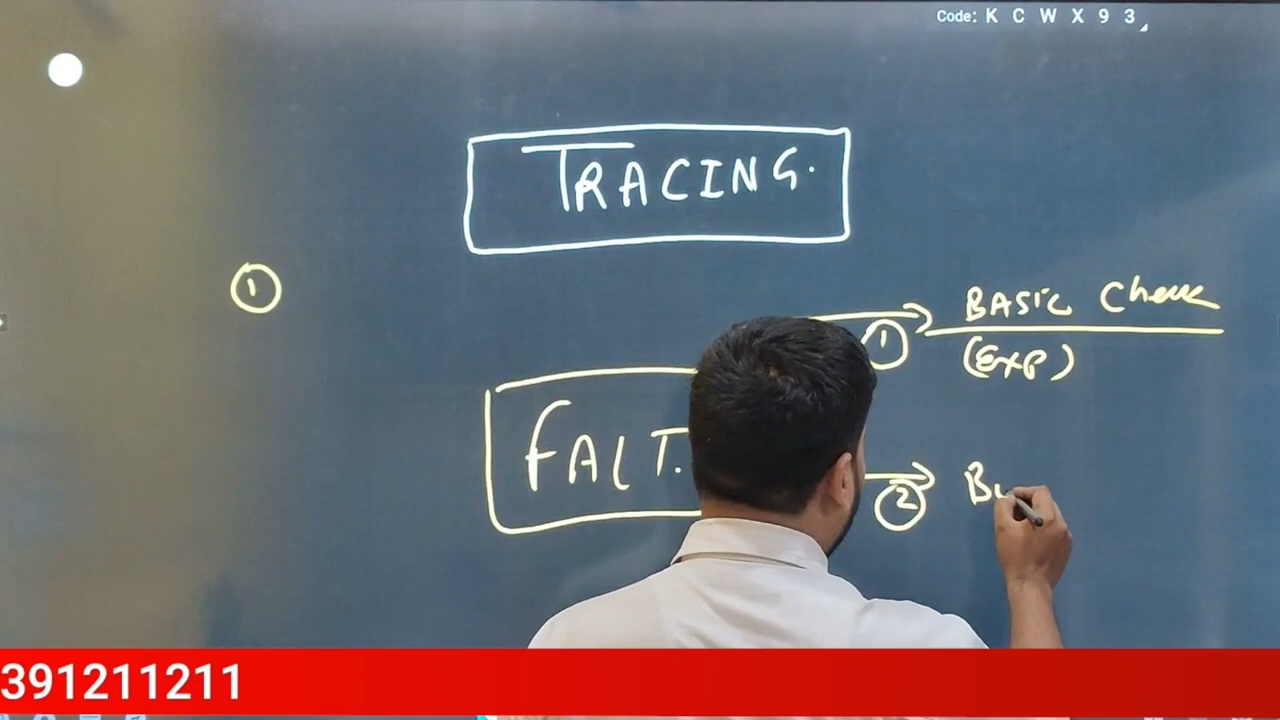 Code: K C W X 9 3
TRACING.
1
1
BASIC Check
(EXP)
FALT.
2
391211211